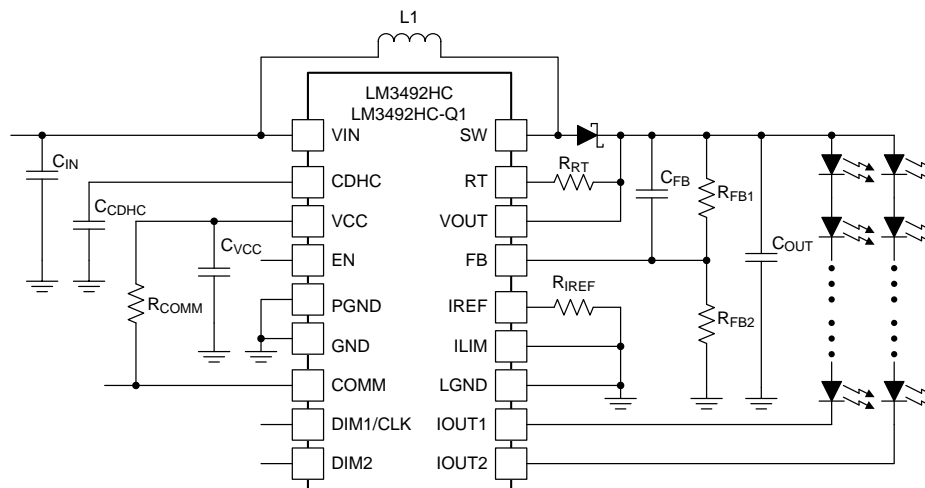 L1
LM3492HC
LM3492HC-Q1
VIN
SW
CIN
CDHC
RT
RRT
CFB
RFB1
CCDHC
VCC
VOUT
CVCC
EN
FB
COUT
RCOMM
PGND
IREF
RIREF
RFB2
GND
ILIM
COMM
LGND
DIM1/CLK
IOUT1
DIM2
IOUT2